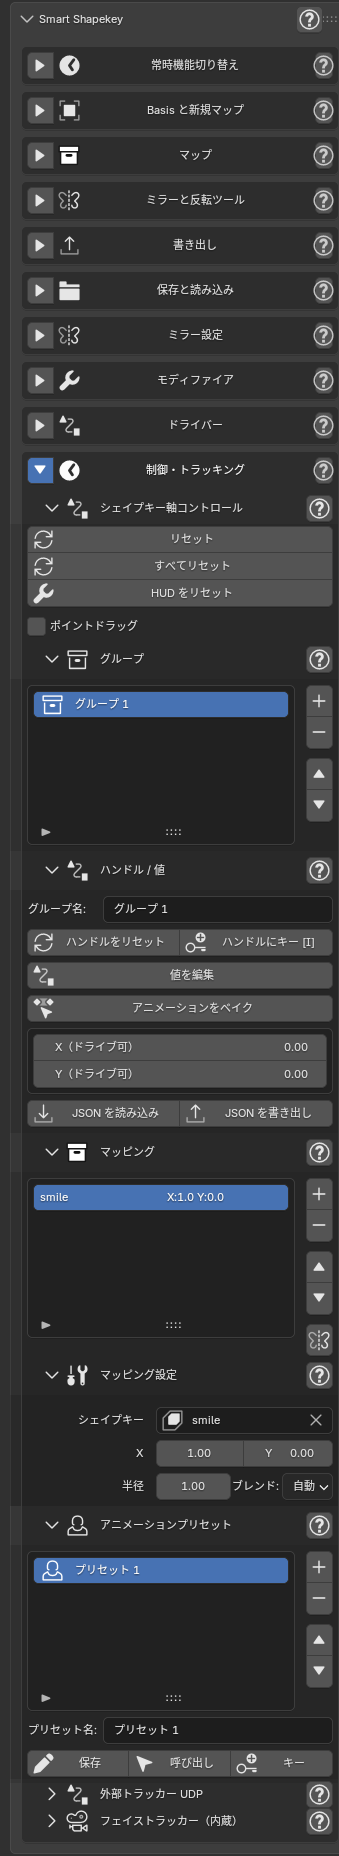 Smart Shapekey
常時機能切り替え
Basis と新規マップ
マップ
ミラーと反転ツール
書き出し
保存と読み込み
ミラー設定
モディファイア
ドライバー
制御・トラッキング
シェイプキー軸コントロール
リセット
すべてリセット
HUD をリセット
ポイントドラッグ
グループ
グループ 1
ハンドル / 値
グループ名: グループ 1
ハンドルをリセット ハンドルにキー [I]
値を編集
アニメーションをベイク
X（ドライブ可） 0.00
Y（ドライブ可） 0.00
JSON を読み込み JSON を書き出し
マッピング
smile X:1.0 Y:0.0
マッピング設定
シェイプキー smile
X 1.00 Y 0.00
半径 1.00 ブレンド: 自動
アニメーションプリセット
プリセット 1
プリセット名: プリセット 1
保存 呼び出し キー
外部トラッカー UDP
フェイストラッカー（内蔵）